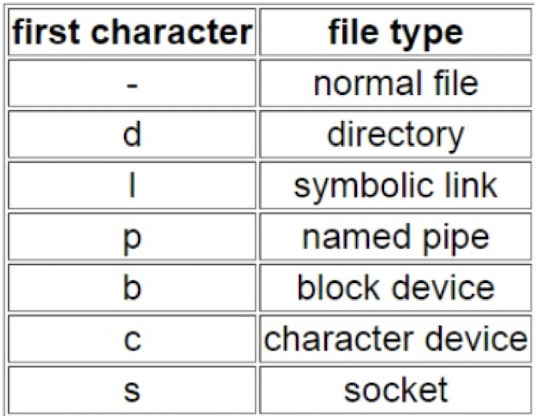 first character file type
- normal file
d directory
l symbolic link
p named pipe
b block device
c character device
s socket